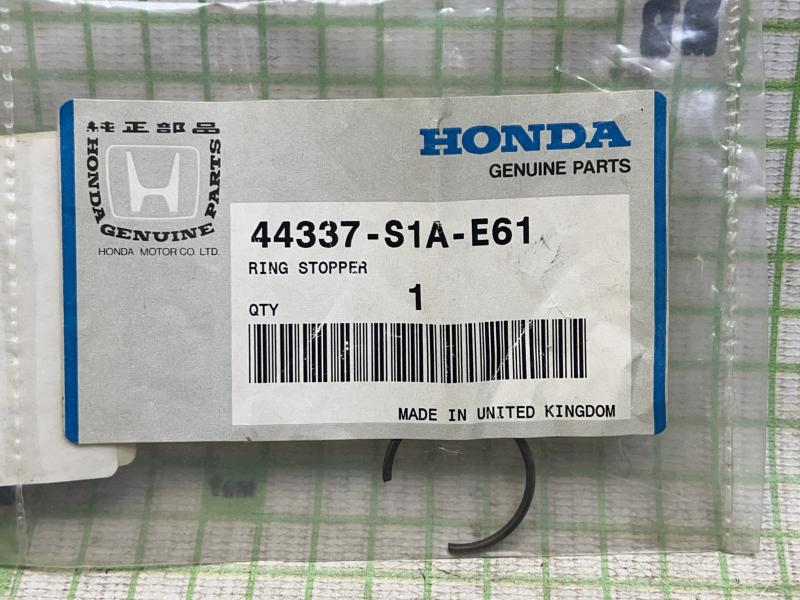 純正部品
HONDA GENUINE PARTS
HONDA MOTOR CO. LTD.
HONDA
GENUINE PARTS
44337-S1A-E61
RING STOPPER
QTY 1
MADE IN UNITED KINGDOM